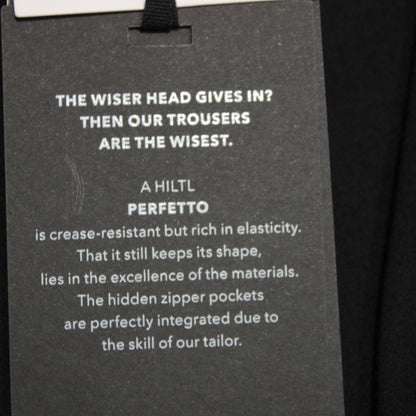 THE WISER HEAD GIVES IN?
THEN OUR TROUSERS
ARE THE WISEST.
A HILTL
PERFETTO
is crease-resistant but rich in elasticity.
That it still keeps its shape,
lies in the excellence of the materials.
The hidden zipper pockets
are perfectly integrated due to
the skill of our tailor.